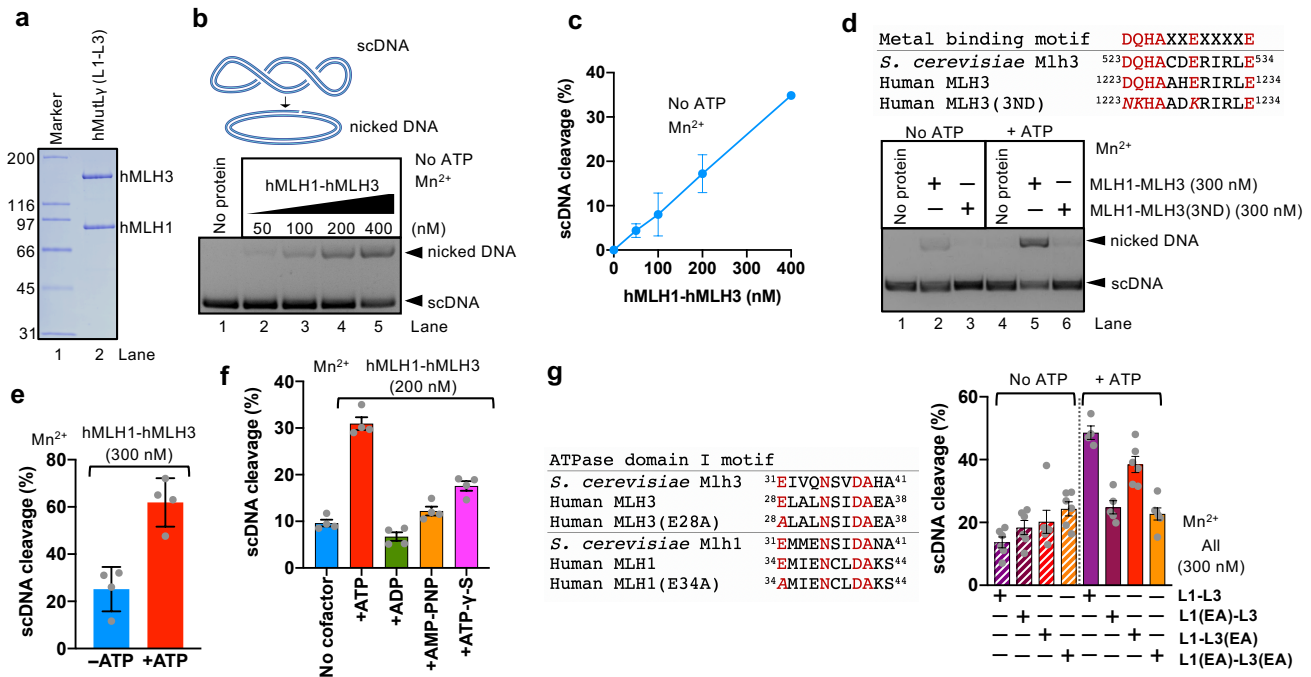 a
Marker
hMutLγ (L1-L3)
200
116
97
66
45
31
hMLH3
hMLH1
1 2 Lane
b
scDNA
nicked DNA
No ATP
Mn²⁺
No protein
hMLH1-hMLH3
50 100 200 400 (nM)
nicked DNA
scDNA
1 2 3 4 5 Lane
c
scDNA cleavage (%)
40
30
20
10
0
No ATP
Mn²⁺
0 100 200 300 400
hMLH1-hMLH3 (nM)
d
Metal binding motif DQHAXXEXXXXE
S. cerevisiae Mlh3 ⁵²³DQHACDERIRLE⁵³⁴
Human MLH3 ¹²²³DQHAAHERIRLE¹²³⁴
Human MLH3(3ND) ¹²²³NKHAADKRIRLE¹²³⁴
No ATP + ATP
Mn²⁺
No protein + – No protein + – MLH1-MLH3 (300 nM)
– + – + MLH1-MLH3(3ND) (300 nM)
nicked DNA
scDNA
1 2 3 4 5 6 Lane
e
Mn²⁺ hMLH1-hMLH3
(300 nM)
scDNA cleavage (%)
80
60
40
20
0
–ATP +ATP
f
Mn²⁺ hMLH1-hMLH3
(200 nM)
scDNA cleavage (%)
40
30
20
10
0
No cofactor
+ATP
+ADP
+AMP-PNP
+ATP-γ-S
g
ATPase domain I motif
S. cerevisiae Mlh3 ³¹EIVQNSVDAHA⁴¹
Human MLH3 ²⁸ELALNSIDAEA³⁸
Human MLH3(E28A) ²⁸ALALNSIDAEA³⁸
S. cerevisiae Mlh1 ³¹EMMENSIDANA⁴¹
Human MLH1 ³⁴EMIENCLDAKS⁴⁴
Human MLH1(E34A) ³⁴AMIENCLDAKS⁴⁴
No ATP + ATP
scDNA cleavage (%)
60
40
20
0
Mn²⁺
All
(300 nM)
+ – – – + – – – L1-L3
– + – – – + – – L1(EA)-L3
– – + – – – + – L1-L3(EA)
– – – + – – – + L1(EA)-L3(EA)